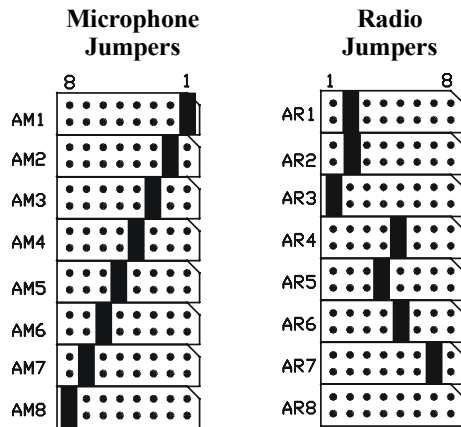 Microphone
Jumpers
8 1
AM1
AM2
AM3
AM4
AM5
AM6
AM7
AM8
Radio
Jumpers
1 8
AR1
AR2
AR3
AR4
AR5
AR6
AR7
AR8